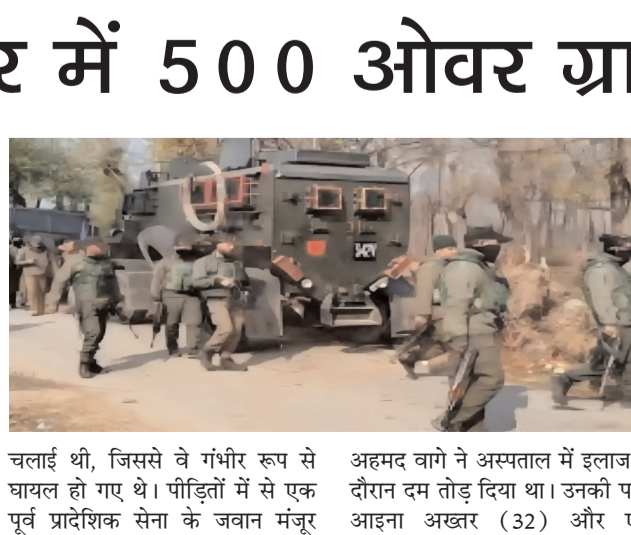 में 500 ओवर
चलाई थी, जिससे वे गंभीर रूप से
घायल हो गए थे। पीड़ितों में से एक
पूर्व प्रादेशिक सेना के जवान मंजूर
अहमद वागे ने अस्पताल में इलाज
दौरान दम तोड़ दिया था। उनकी
आइना अख्तर (32) और